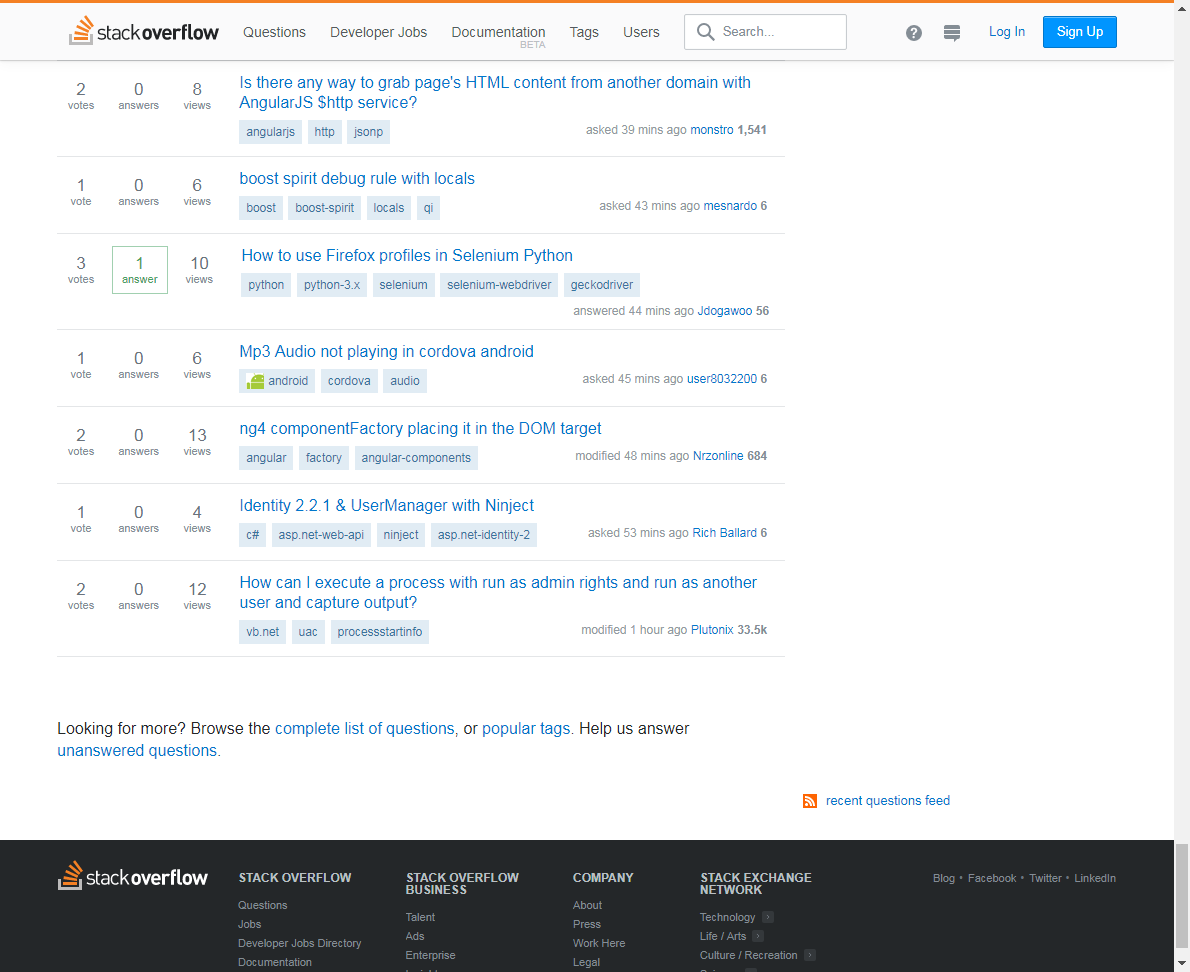 stack overflow Questions Developer Jobs Documentation Tags Users Search... Log In Sign Up
BETA
2 votes 0 answers 8 views
Is there any way to grab page's HTML content from another domain with
AngularJS $http service?
angularjs http jsonp
asked 39 mins ago monstro 1,541
1 vote 0 answers 6 views
boost spirit debug rule with locals
boost boost-spirit locals qi
asked 43 mins ago mesnardo 6
3 votes 1 answer 10 views
How to use Firefox profiles in Selenium Python
python python-3.x selenium selenium-webdriver geckodriver
answered 44 mins ago Jdogawoo 56
1 vote 0 answers 6 views
Mp3 Audio not playing in cordova android
android cordova audio
asked 45 mins ago user8032200 6
2 votes 0 answers 13 views
ng4 componentFactory placing it in the DOM target
angular factory angular-components
modified 48 mins ago Nrzonline 684
1 vote 0 answers 4 views
Identity 2.2.1 & UserManager with Ninject
c# asp.net-web-api ninject asp.net-identity-2
asked 53 mins ago Rich Ballard 6
2 votes 0 answers 12 views
How can I execute a process with run as admin rights and run as another
user and capture output?
vb.net uac processstartinfo
modified 1 hour ago Plutonix 33.5k
Looking for more? Browse the complete list of questions, or popular tags. Help us answer
unanswered questions.
recent questions feed
stack overflow
STACK OVERFLOW
Questions
Jobs
Developer Jobs Directory
Documentation
STACK OVERFLOW
BUSINESS
Talent
Ads
Enterprise
COMPANY
About
Press
Work Here
Legal
STACK EXCHANGE
NETWORK
Technology
Life / Arts
Culture / Recreation
Blog • Facebook • Twitter • LinkedIn